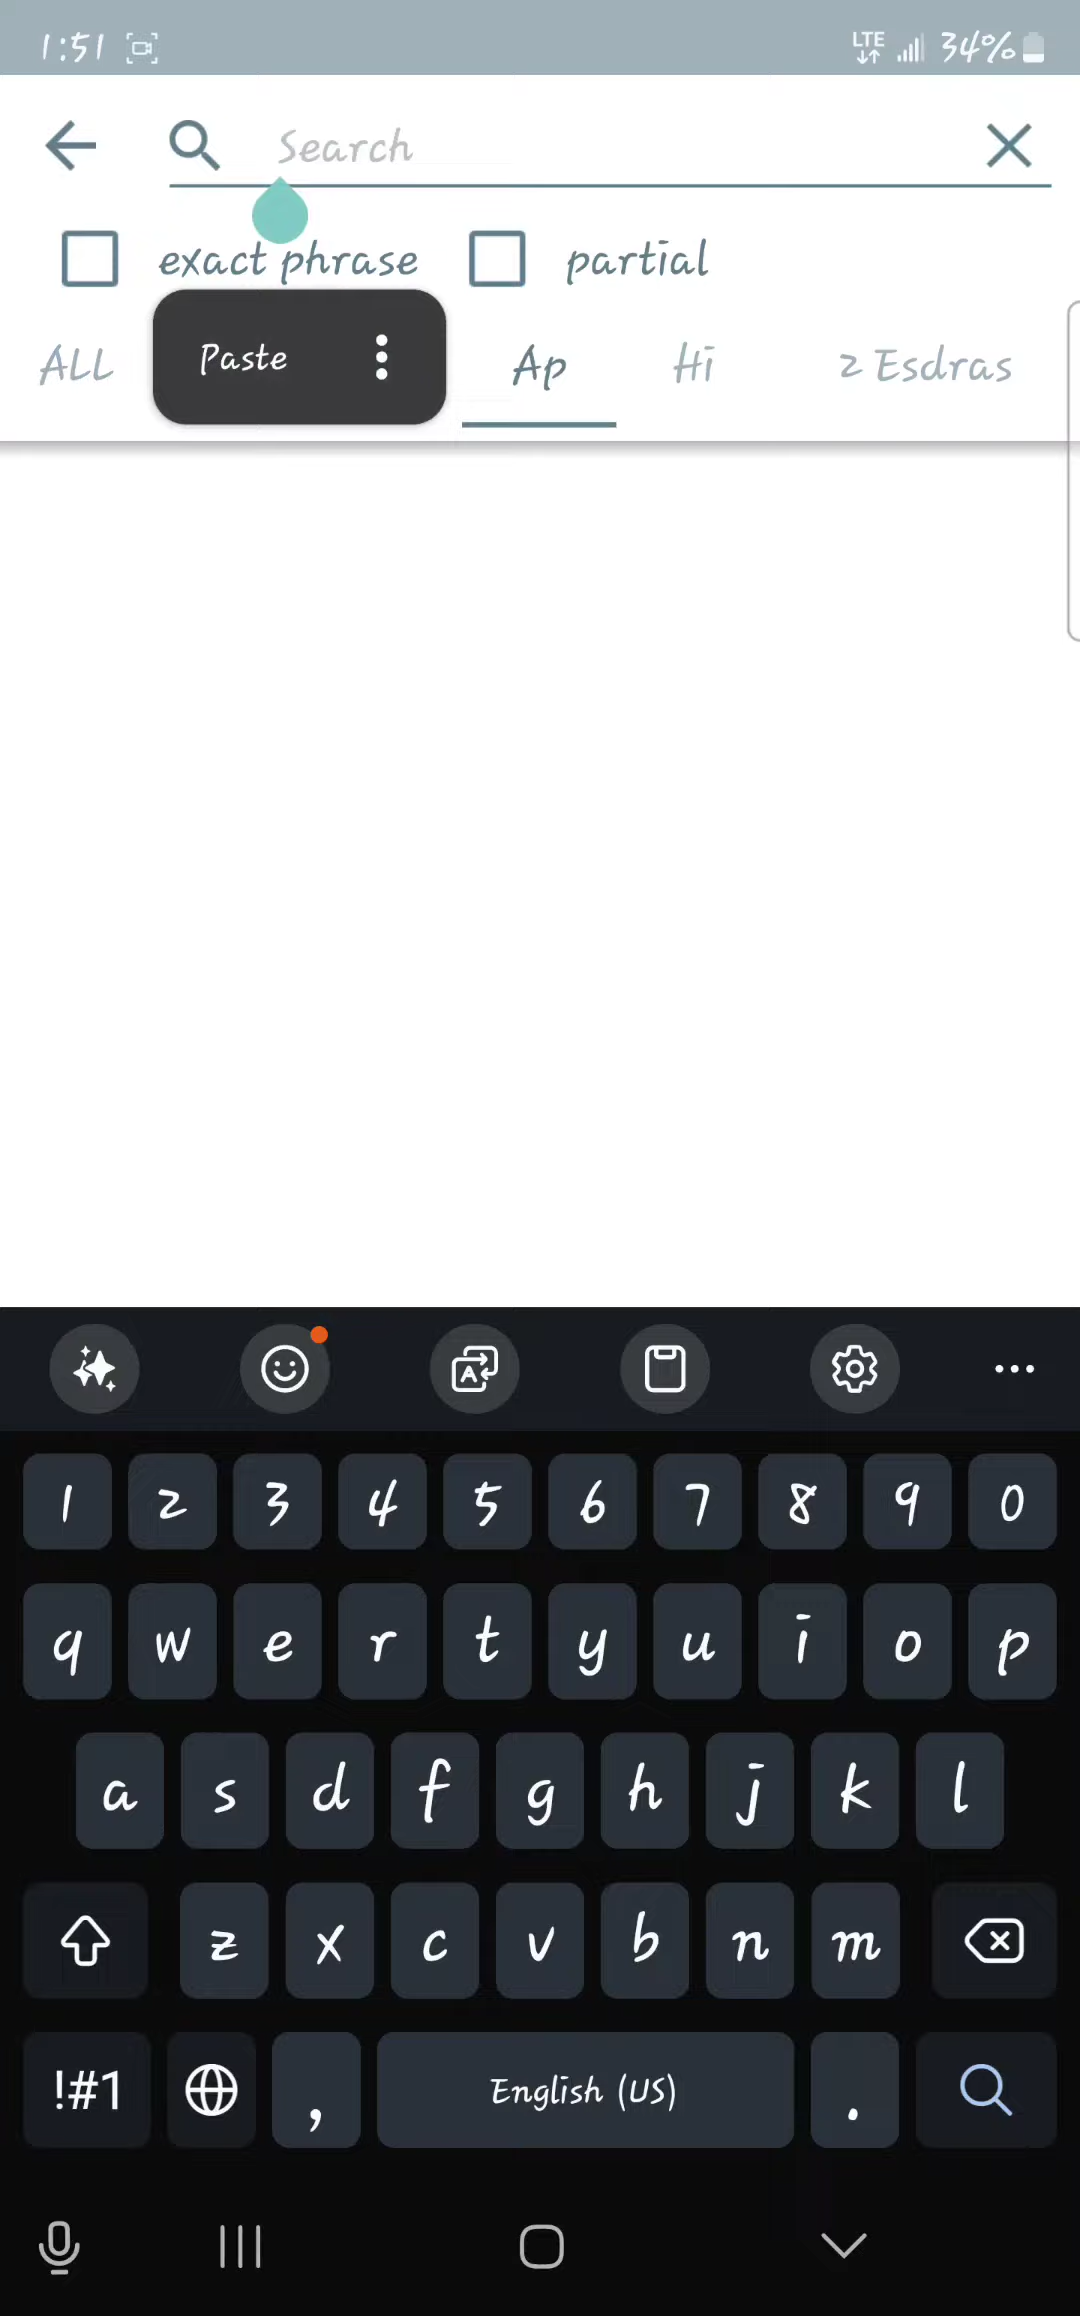 1:51 LTE 34%
Search
exact phrase partial
ALL Paste Ap Hi 2 Esdras
1 2 3 4 5 6 7 8 9 0
q w e r t y u i o p
a s d f g h j k l
z x c v b n m
!#1 , English (US) .